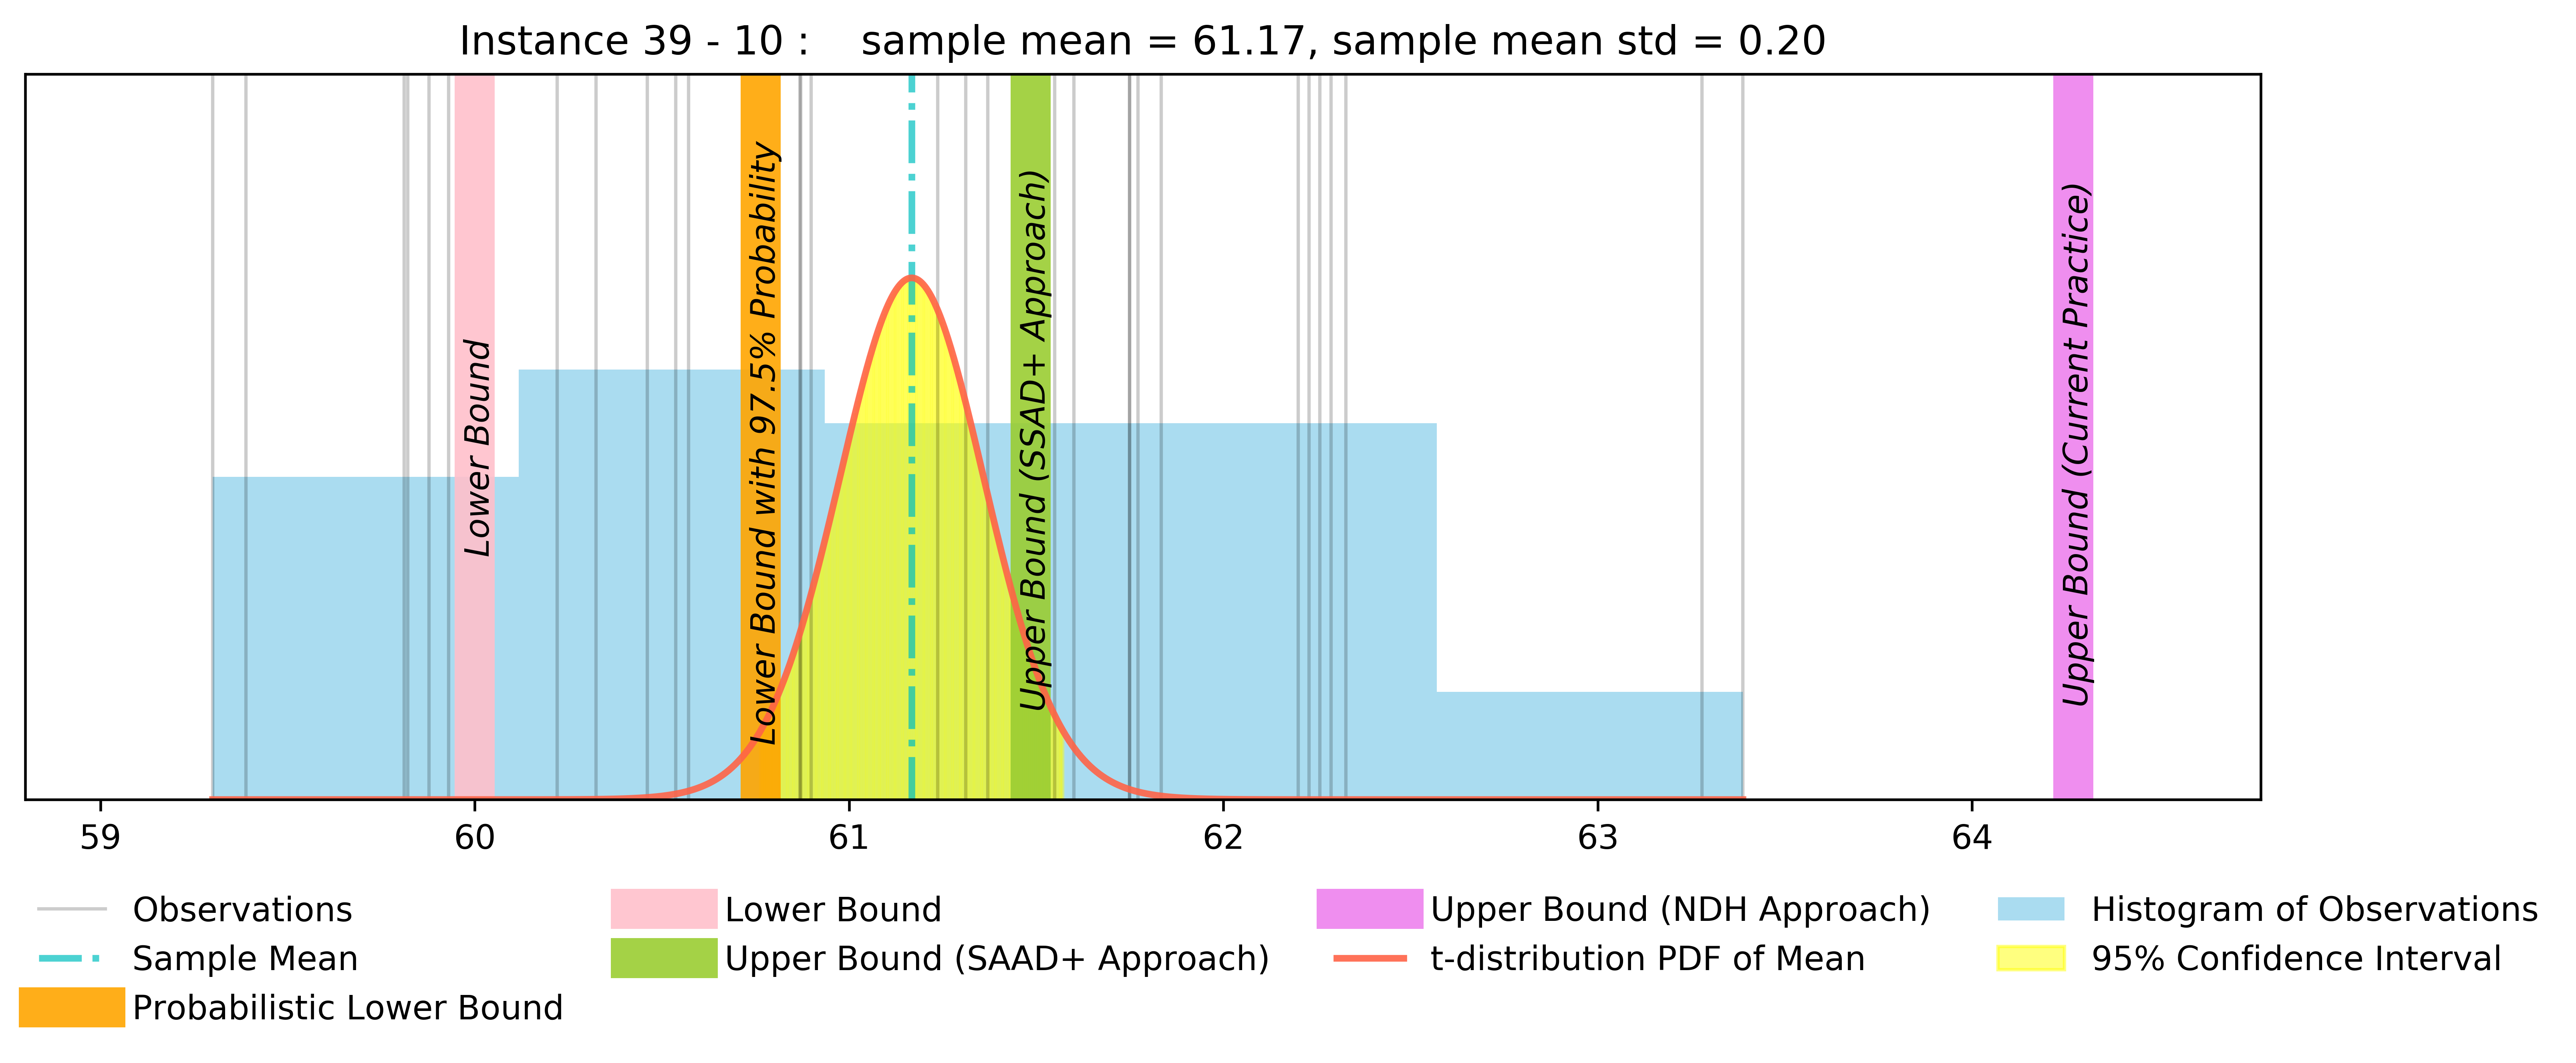 Instance 39 - 10 :    sample mean = 61.17, sample mean std = 0.20
Lower Bound
Lower Bound with 97.5% Probability
Upper Bound (SSAD+ Approach)
Upper Bound (Current Practice)
59 60 61 62 63 64
Observations
Sample Mean
Probabilistic Lower Bound
Lower Bound
Upper Bound (SAAD+ Approach)
Upper Bound (NDH Approach)
t-distribution PDF of Mean
Histogram of Observations
95% Confidence Interval